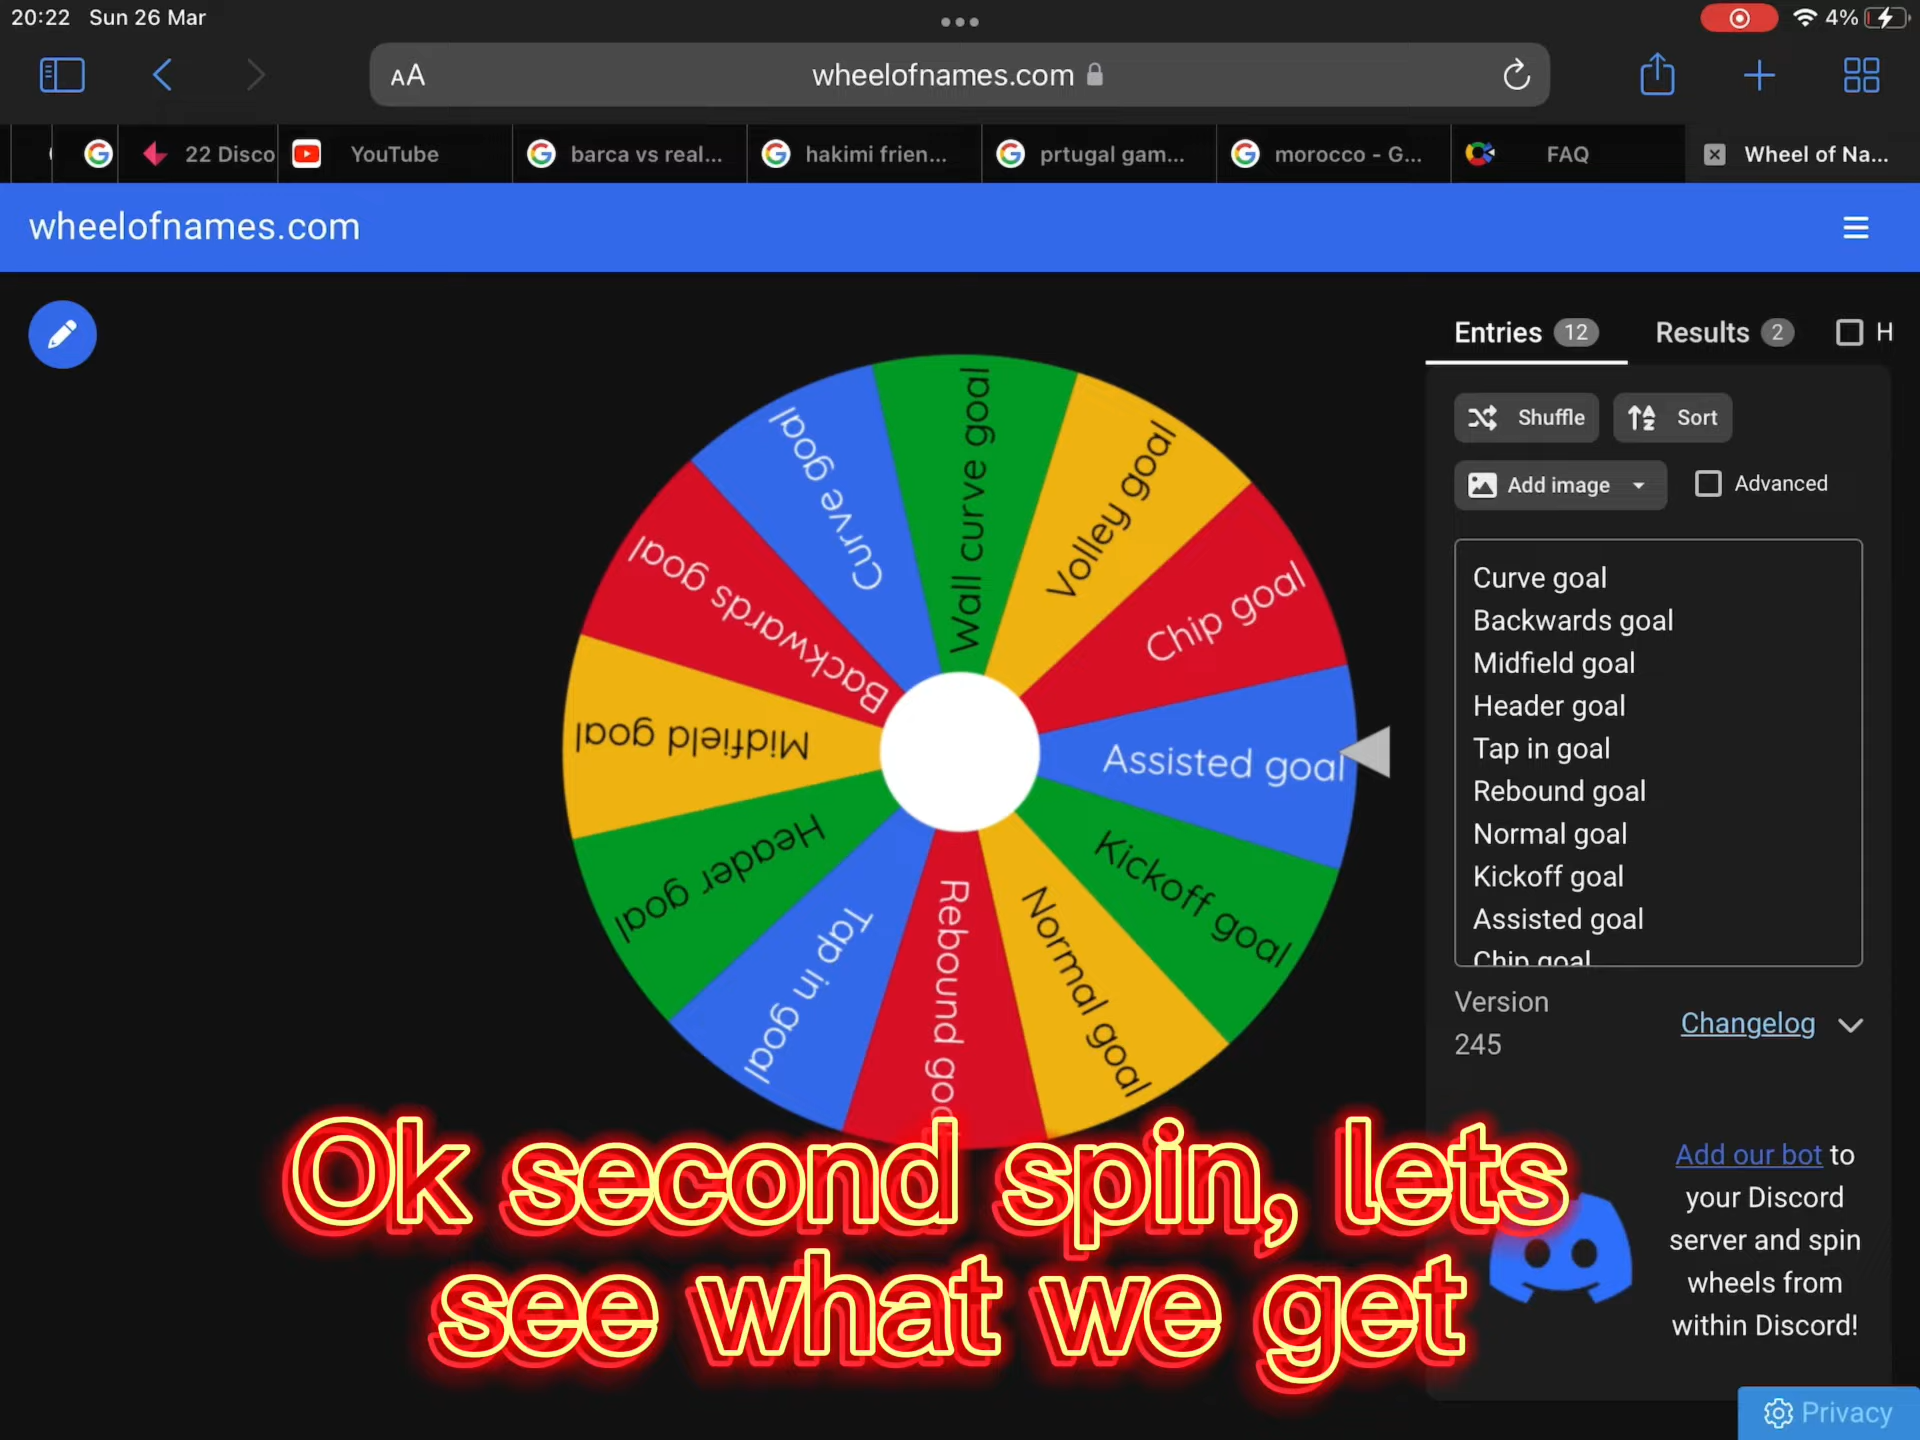 20:22 Sun 26 Mar
4%
AA wheelofnames.com
22 Disco YouTube barca vs real... hakimi frien... prtugal gam... morocco - G... FAQ Wheel of Na...
wheelofnames.com
Entries 12 Results 2 H
Shuffle Sort
Add image Advanced
Curve goal
Backwards goal
Midfield goal
Header goal
Tap in goal
Rebound goal
Normal goal
Kickoff goal
Assisted goal
Chip goal
Wall curve goal
Volley goal
Chip goal
Assisted goal
Kickoff goal
Normal goal
Rebound goa
Tap in goal
Header goal
Midfield goal
Backwards goal
Curve goal
Version
245
Changelog
Ok second spin, lets
see what we get
Add our bot to
your Discord
server and spin
wheels from
within Discord!
Privacy